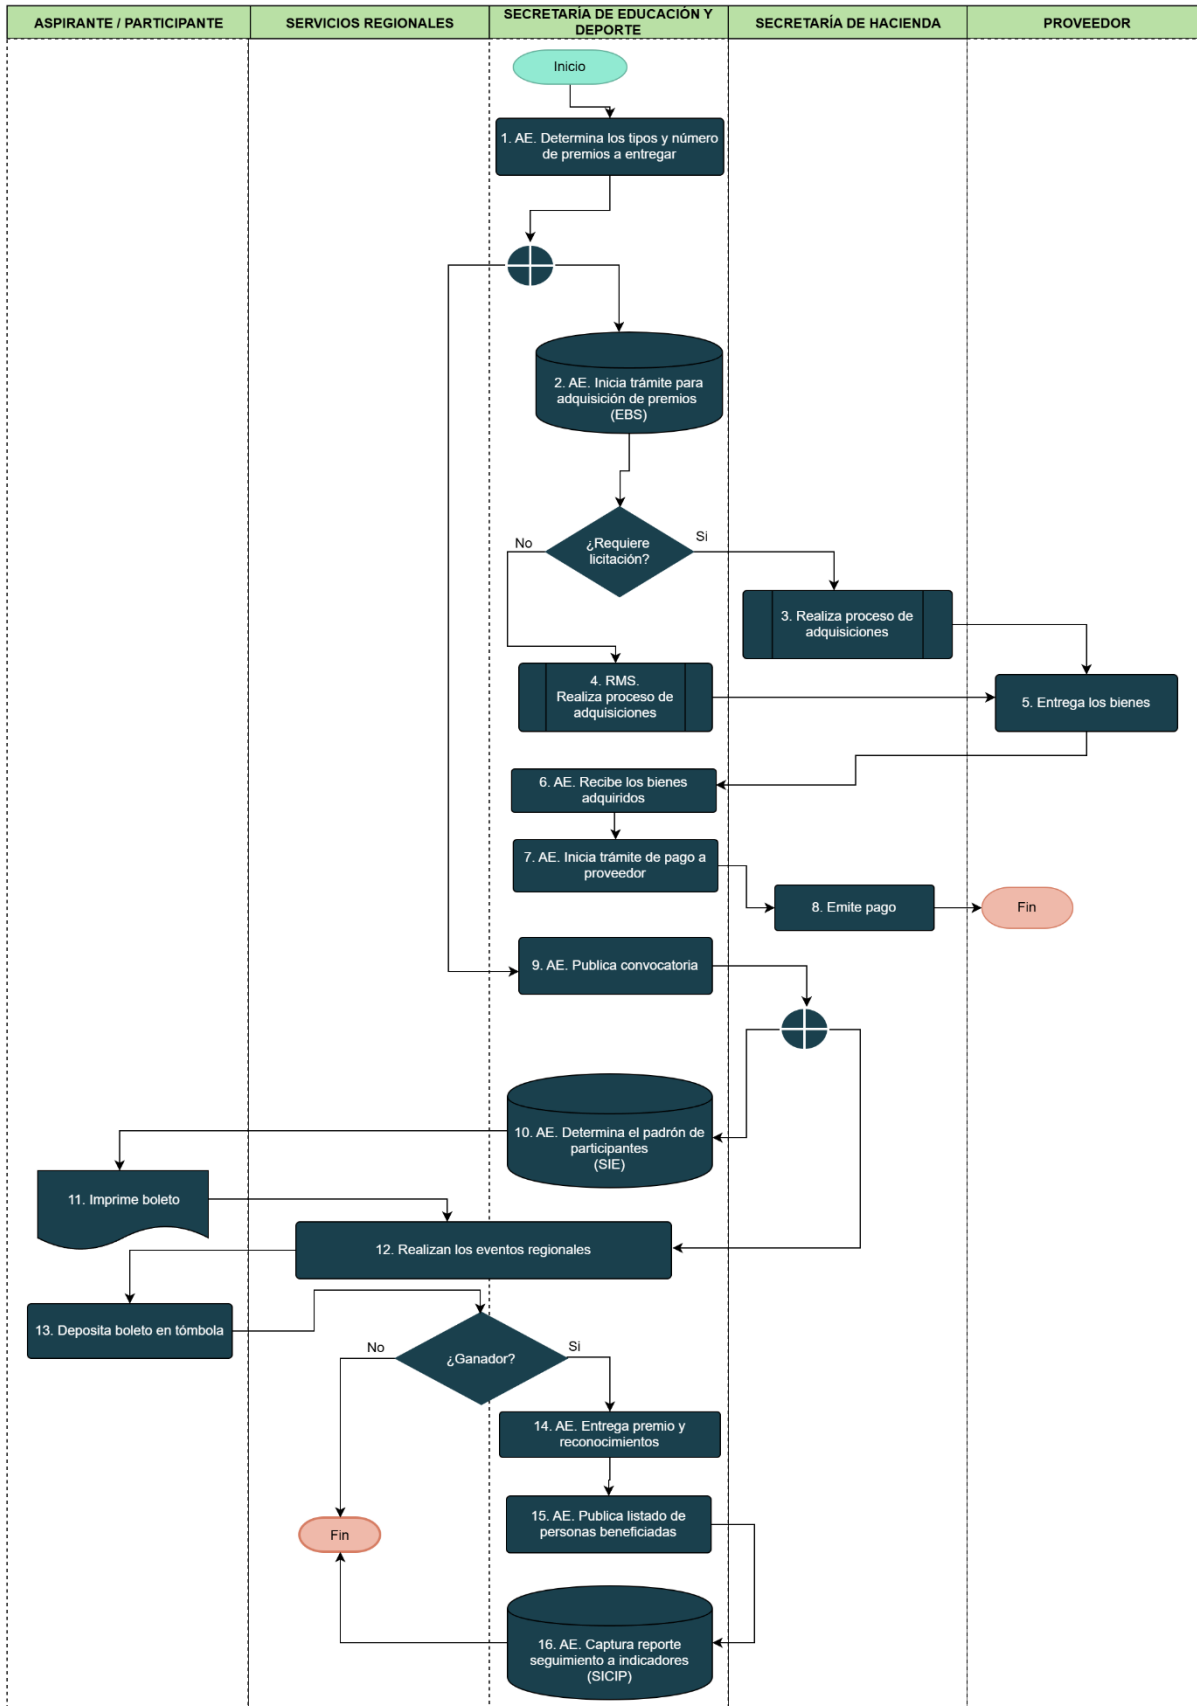 ASPIRANTE / PARTICIPANTE
SERVICIOS REGIONALES
SECRETARÍA DE EDUCACIÓN Y
DEPORTE
SECRETARÍA DE HACIENDA
PROVEEDOR
Inicio
1. AE. Determina los tipos y número
de premios a entregar
2. AE. Inicia trámite para
adquisición de premios
(EBS)
¿Requiere
licitación?
No
Si
3. Realiza proceso de
adquisiciones
4. RMS.
Realiza proceso de
adquisiciones
5. Entrega los bienes
6. AE. Recibe los bienes
adquiridos
7. AE. Inicia trámite de pago a
proveedor
8. Emite pago
Fin
9. AE. Publica convocatoria
10. AE. Determina el padrón de
participantes
(SIE)
11. Imprime boleto
12. Realizan los eventos regionales
13. Deposita boleto en tómbola
¿Ganador?
No
Si
14. AE. Entrega premio y
reconocimientos
15. AE. Publica listado de
personas beneficiadas
Fin
16. AE. Captura reporte
seguimiento a indicadores
(SICIP)